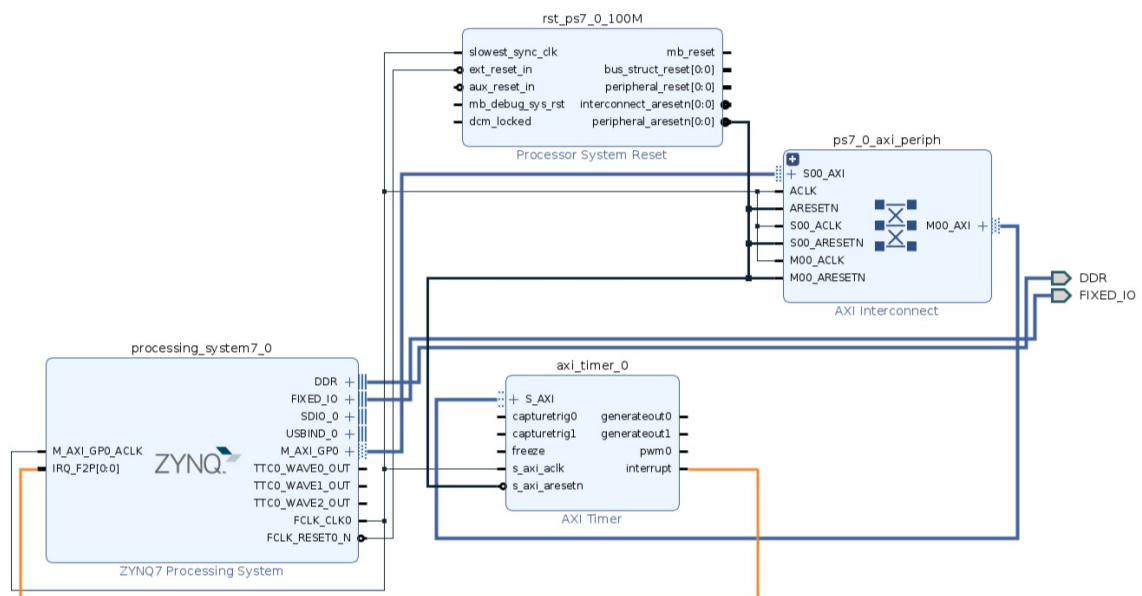 rst_ps7_0_100M
slowest_sync_clk
ext_reset_in
aux_reset_in
mb_debug_sys_rst
dcm_locked
mb_reset
bus_struct_reset[0:0]
peripheral_reset[0:0]
interconnect_aresetn[0:0]
peripheral_aresetn[0:0]
Processor System Reset
ps7_0_axi_periph
S00_AXI
ACLK
ARESETN
S00_ACLK
S00_ARESETN
M00_ACLK
M00_ARESETN
M00_AXI
AXI Interconnect
DDR
FIXED_IO
processing_system7_0
M_AXI_GP0_ACLK
IRQ_F2P[0:0]
ZYNQ
DDR
FIXED_IO
SDIO_0
USBIND_0
M_AXI_GP0
TTC0_WAVE0_OUT
TTC0_WAVE1_OUT
TTC0_WAVE2_OUT
FCLK_CLK0
FCLK_RESET0_N
ZYNQ7 Processing System
axi_timer_0
S_AXI
capturetrig0
capturetrig1
freeze
s_axi_aclk
s_axi_aresetn
generateout0
generateout1
pwm0
interrupt
AXI Timer